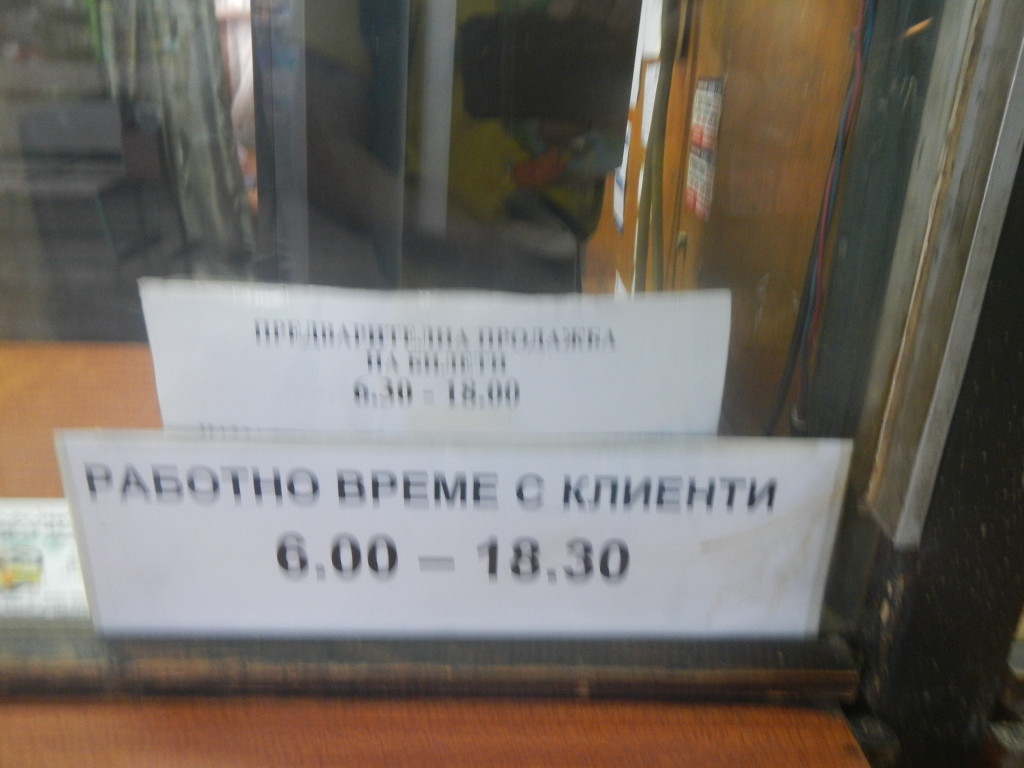 ПРЕДВАРИТЕЛНА ПРОДАЖБА
НА БИЛЕТИ
6,30 - 18,00
РАБОТНО ВРЕМЕ С КЛИЕНТИ
6,00 – 18,30